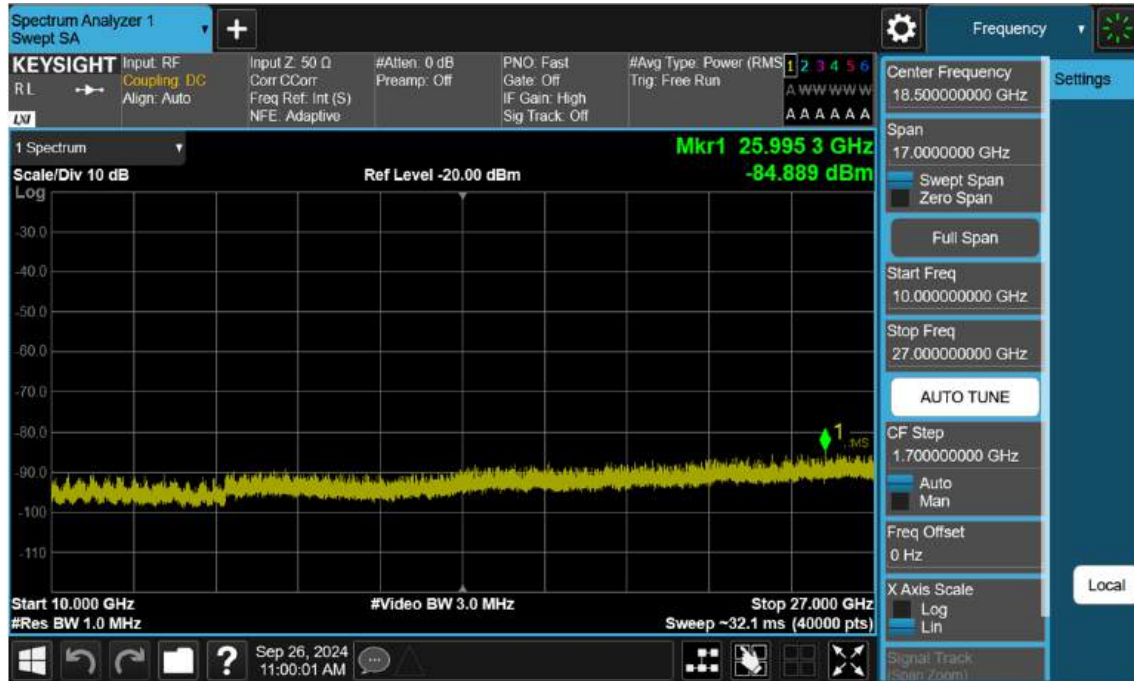 Spectrum Analyzer 1
Swept SA
Frequency
KEYSIGHT
RL
LXI
Input: RF
Coupling: DC
Align: Auto
Input Z: 50 Ω
Corr CCorr
Freq Ref: Int (S)
NFE: Adaptive
#Atten: 0 dB
Preamp: Off
PNO: Fast
Gate: Off
IF Gain: High
Sig Track: Off
#Avg Type: Power (RMS
Trig: Free Run
1 2 3 4 5 6
A W W W W W
A A A A A A
1 Spectrum
Scale/Div 10 dB
Ref Level -20.00 dBm
Mkr1 25.995 3 GHz
-84.889 dBm
Log
-30.0
-40.0
-50.0
-60.0
-70.0
-80.0
-90.0
-100
-110
1
Start 10.000 GHz
#Res BW 1.0 MHz
#Video BW 3.0 MHz
Stop 27.000 GHz
Sweep ~32.1 ms (40000 pts)
?
Sep 26, 2024
11:00:01 AM
Center Frequency
18.500000000 GHz
Settings
Span
17.0000000 GHz
Swept Span
Zero Span
Full Span
Start Freq
10.000000000 GHz
Stop Freq
27.000000000 GHz
AUTO TUNE
CF Step
1.700000000 GHz
Auto
Man
Freq Offset
0 Hz
X Axis Scale
Log
Lin
Local
Signal Track
(Span Zoom)